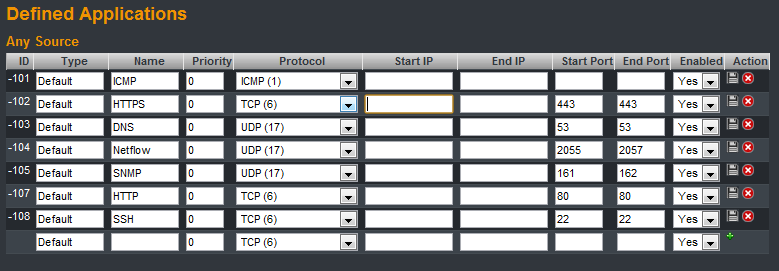 Defined Applications
Any Source
ID Type Name Priority Protocol Start IP End IP Start Port End Port Enabled Action
-101 Default ICMP 0 ICMP (1) Yes
-102 Default HTTPS 0 TCP (6) 443 443 Yes
-103 Default DNS 0 UDP (17) 53 53 Yes
-104 Default Netflow 0 UDP (17) 2055 2057 Yes
-105 Default SNMP 0 UDP (17) 161 162 Yes
-107 Default HTTP 0 TCP (6) 80 80 Yes
-108 Default SSH 0 TCP (6) 22 22 Yes
Default 0 TCP (6) Yes